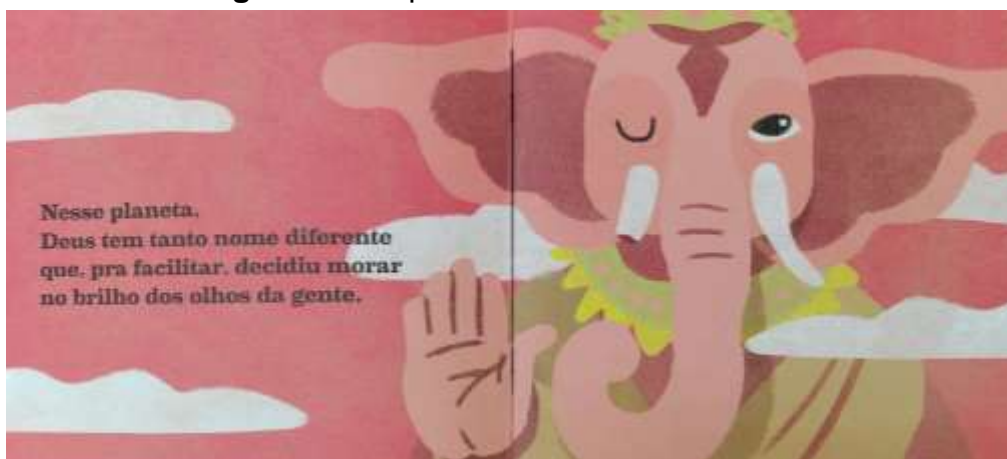 Nesse planeta,
Deus tem tanto nome diferente
que, pra facilitar, decidiu morar
no brilho dos olhos da gente.